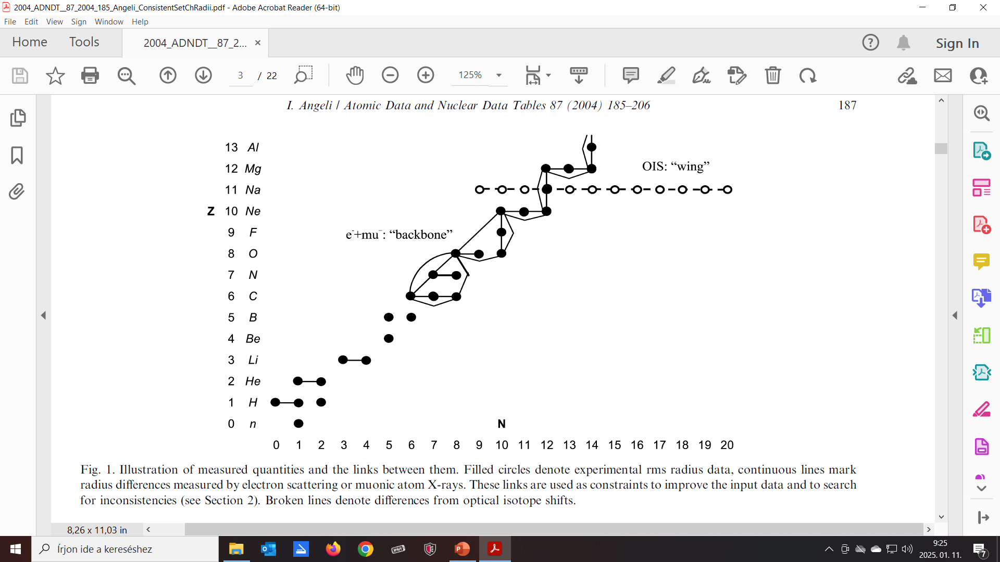 2004_ADNDT__87_2004_185_Angeli_ConsistentSetChRadii.pdf - Adobe Acrobat Reader (64-bit)
File Edit View Sign Window Help
Home Tools 2004_ADNDT__87_2... × Sign In
3 / 22 125%
I. Angeli / Atomic Data and Nuclear Data Tables 87 (2004) 185–206 187
13 Al
12 Mg OIS: “wing”
11 Na
Z 10 Ne
9 F e⁻+mu⁻: “backbone”
8 O
7 N
6 C
5 B
4 Be
3 Li
2 He
1 H
0 n N
0 1 2 3 4 5 6 7 8 9 10 11 12 13 14 15 16 17 18 19 20
Fig. 1. Illustration of measured quantities and the links between them. Filled circles denote experimental rms radius data, continuous lines mark
radius differences measured by electron scattering or muonic atom X-rays. These links are used as constraints to improve the input data and to search
for inconsistencies (see Section 2). Broken lines denote differences from optical isotope shifts.
8,26 x 11,03 in
Írjon ide a kereséshez
9:25
2025. 01. 11.
7